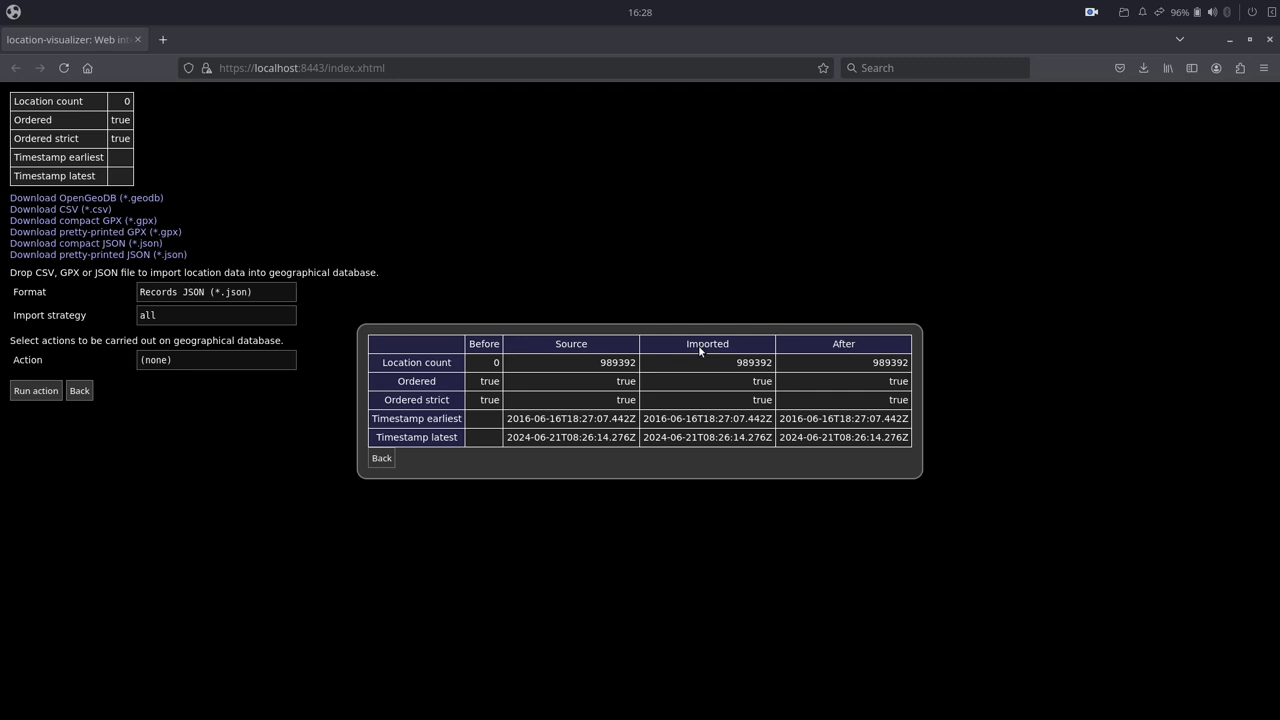 16:28
96%
location-visualizer: Web int
https://localhost:8443/index.xhtml
Search
Location count 0
Ordered true
Ordered strict true
Timestamp earliest
Timestamp latest
Download OpenGeoDB (*.geodb)
Download CSV (*.csv)
Download compact GPX (*.gpx)
Download pretty-printed GPX (*.gpx)
Download compact JSON (*.json)
Download pretty-printed JSON (*.json)
Drop CSV, GPX or JSON file to import location data into geographical database.
Format Records JSON (*.json)
Import strategy all
Select actions to be carried out on geographical database.
Action (none)
Run action Back
Before Source Imported After
Location count 0 989392 989392 989392
Ordered true true true true
Ordered strict true true true true
Timestamp earliest 2016-06-16T18:27:07.442Z 2016-06-16T18:27:07.442Z 2016-06-16T18:27:07.442Z
Timestamp latest 2024-06-21T08:26:14.276Z 2024-06-21T08:26:14.276Z 2024-06-21T08:26:14.276Z
Back